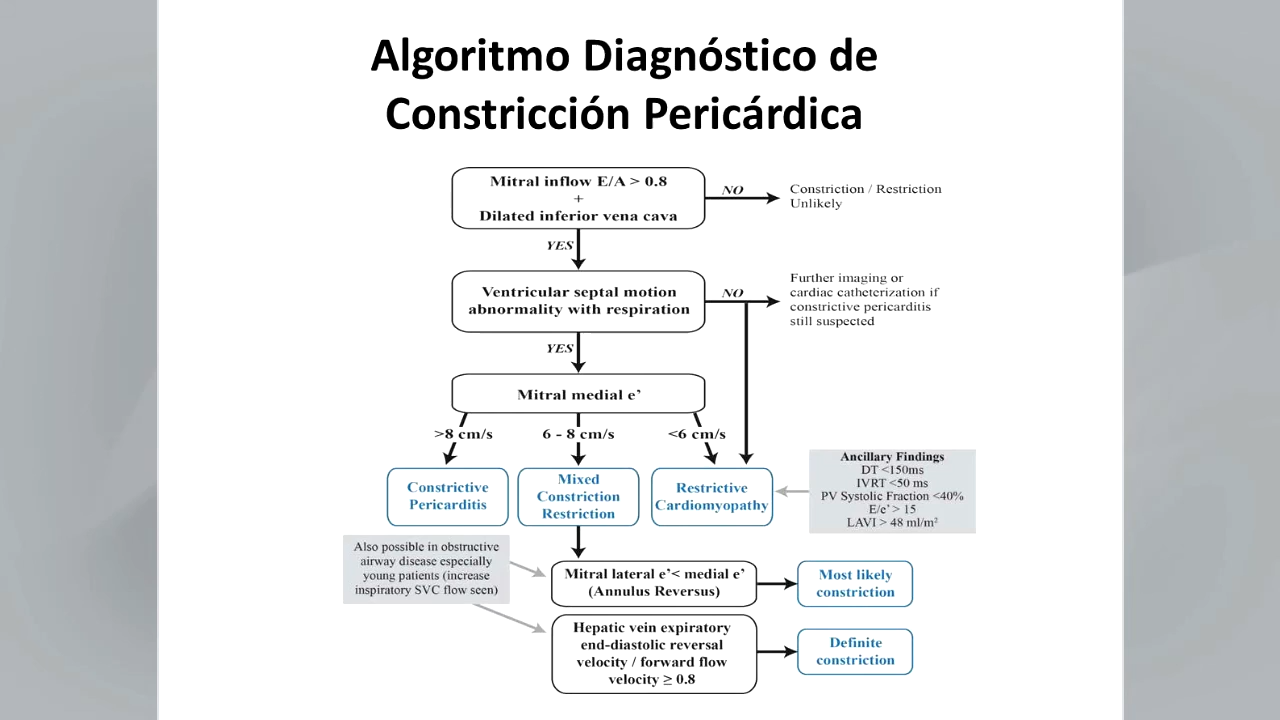 Algoritmo Diagnóstico de
Constricción Pericárdica
Mitral inflow E/A > 0.8
+
Dilated inferior vena cava
NO
Constriction / Restriction
Unlikely
YES
Ventricular septal motion
abnormality with respiration
NO
Further imaging or
cardiac catheterization if
constrictive pericarditis
still suspected
YES
Mitral medial e’
>8 cm/s
6 - 8 cm/s
<6 cm/s
Constrictive
Pericarditis
Mixed
Constriction
Restriction
Restrictive
Cardiomyopathy
Ancillary Findings
DT <150ms
IVRT <50 ms
PV Systolic Fraction <40%
E/e’ > 15
LAVI > 48 ml/m²
Also possible in obstructive
airway disease especially
young patients (increase
inspiratory SVC flow seen)
Mitral lateral e’< medial e’
(Annulus Reversus)
Most likely
constriction
Hepatic vein expiratory
end-diastolic reversal
velocity / forward flow
velocity ≥ 0.8
Definite
constriction